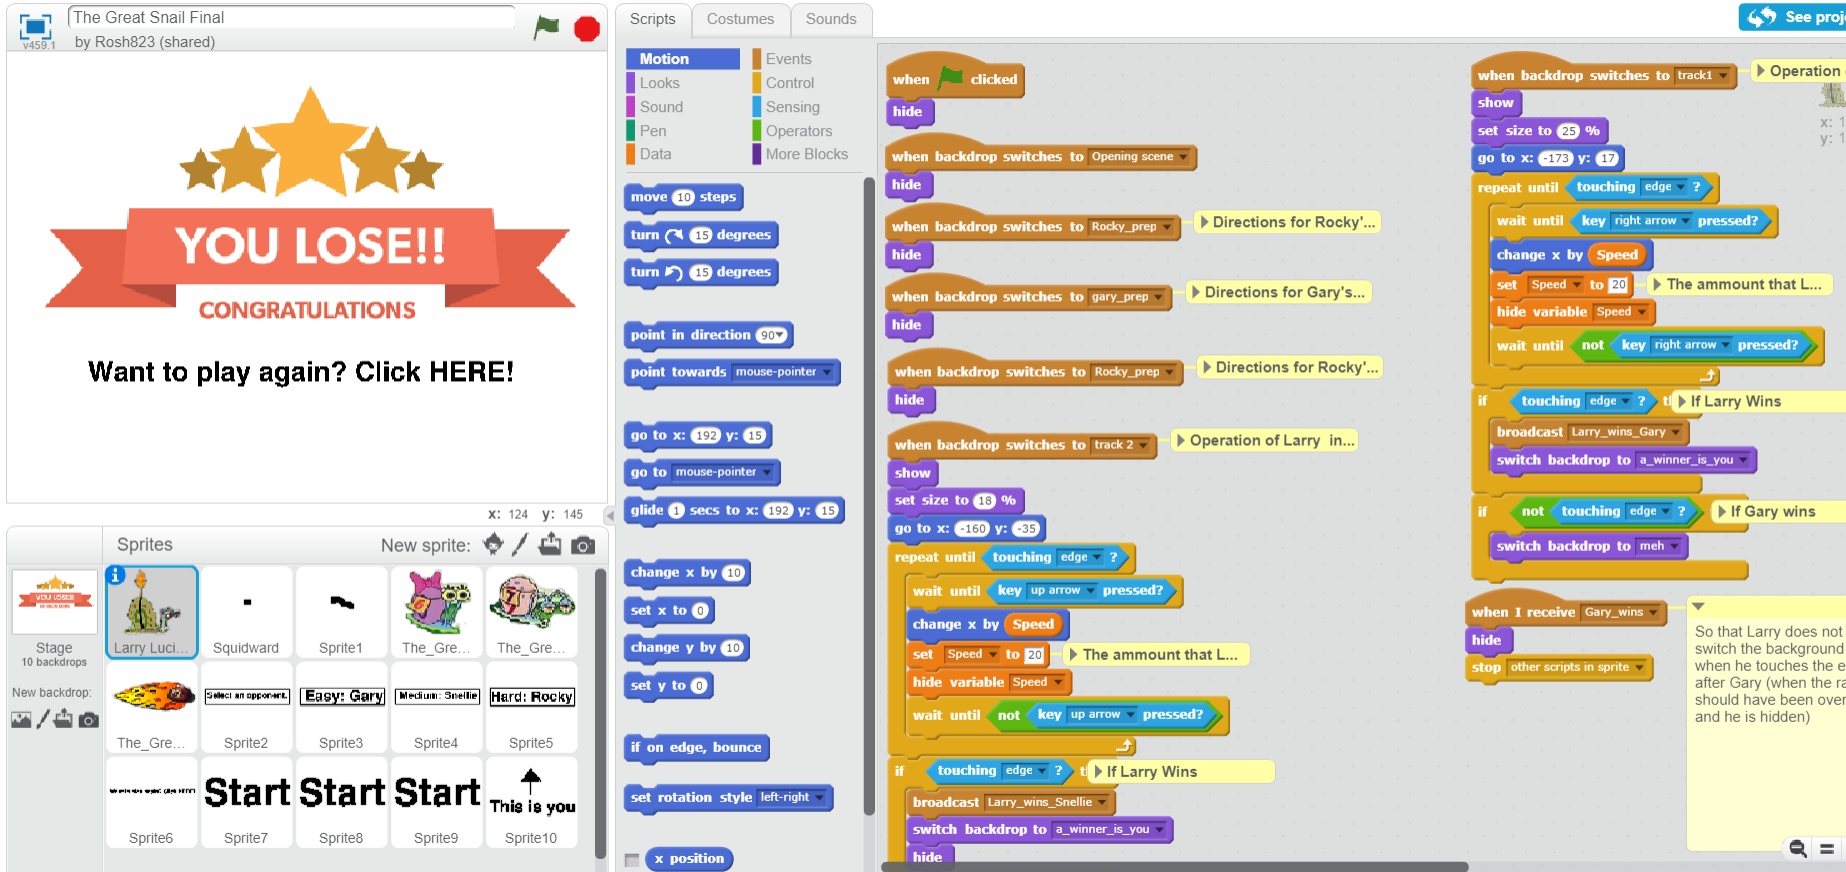 The Great Snail Final
by Rosh823 (shared)
v459.1
YOU LOSE!!
CONGRATULATIONS
Want to play again? Click HERE!
x: 124 y: 145
Sprites
New sprite:
YOU LOSE!!
Stage
10 backdrops
New backdrop:
Larry Luci...
Squidward
Sprite1
The_Gre...
The_Gre...
The_Gre...
Select an opponent.
Sprite2
Easy: Gary
Sprite3
Medium: Snellie
Sprite4
Hard: Rocky
Sprite5
Sprite6
Start
Sprite7
Start
Sprite8
Start
Sprite9
This is you
Sprite10
Scripts
Costumes
Sounds
See proj
Motion
Looks
Sound
Pen
Data
Events
Control
Sensing
Operators
More Blocks
move 10 steps
turn 15 degrees
turn 15 degrees
point in direction 90
point towards mouse-pointer
go to x: 192 y: 15
go to mouse-pointer
glide 1 secs to x: 192 y: 15
change x by 10
set x to 0
change y by 10
set y to 0
if on edge, bounce
set rotation style left-right
x position
when clicked
hide
when backdrop switches to Opening scene
hide
when backdrop switches to Rocky_prep
Directions for Rocky'...
hide
when backdrop switches to gary_prep
Directions for Gary's...
hide
when backdrop switches to Rocky_prep
Directions for Rocky'...
hide
when backdrop switches to track 2
Operation of Larry in...
show
set size to 18 %
go to x: -160 y: -35
repeat until touching edge ?
wait until key up arrow pressed?
change x by Speed
set Speed to 20
The ammount that L...
hide variable Speed
wait until not key up arrow pressed?
if touching edge ? t
If Larry Wins
broadcast Larry_wins_Snellie
switch backdrop to a_winner_is_you
hide
when backdrop switches to track1
Operation
x: 1
y: 1
show
set size to 25 %
go to x: -173 y: 17
repeat until touching edge ?
wait until key right arrow pressed?
change x by Speed
set Speed to 20
The ammount that L...
hide variable Speed
wait until not key right arrow pressed?
if touching edge ? t
If Larry Wins
broadcast Larry_wins_Gary
switch backdrop to a_winner_is_you
if not touching edge ?
If Gary wins
switch backdrop to meh
when I receive Gary_wins
hide
stop other scripts in sprite
So that Larry does not
switch the background
when he touches the e
after Gary (when the ra
should have been over
and he is hidden)